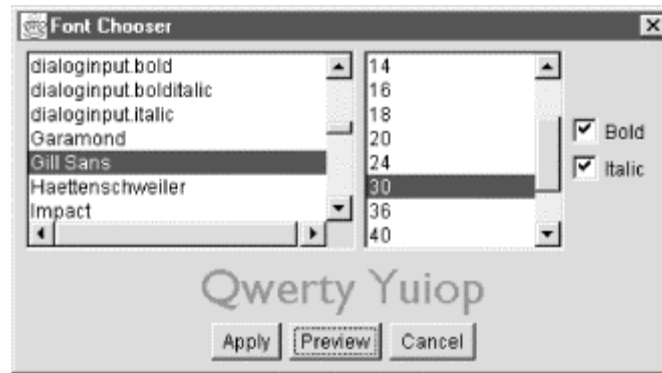 Font Chooser
dialoginput.bold
dialoginput.bolditalic
dialoginput.italic
Garamond
Gill Sans
Haettenschweiler
Impact
14
16
18
20
24
30
36
40
Bold
Italic
Qwerty Yuiop
Apply Preview Cancel